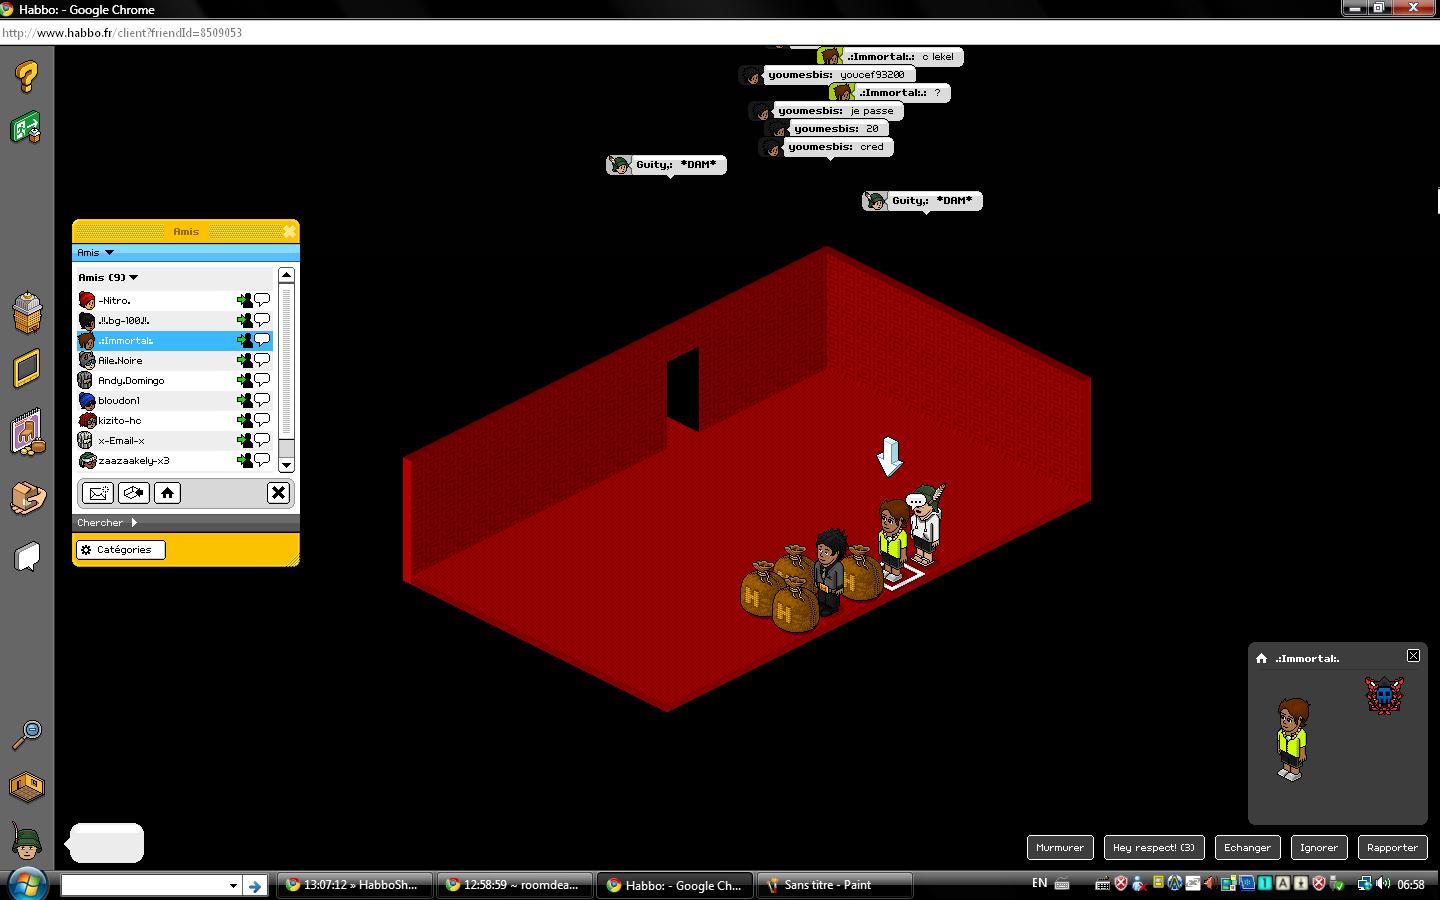 Habbo: - Google Chrome
http://www.habbo.fr/client?friendId=8509053
.:Immortal:.: c lekel
youmesbis: youcef93200
.:Immortal:.: ?
youmesbis: je passe
youmesbis: 20
youmesbis: cred
Guity,: *DAM*
Guity,: *DAM*
Amis
Amis
Amis (9)
-Nitro.
.!!.bg-100.!!.
.:Immortal:.
Aile.Noire
Andy.Domingo
bloudon1
kizito-hc
x-Email-x
zaazaakely-x3
Chercher
Catégories
H
H
H
...
.:Immortal:.
Murmurer
Hey respect! (3)
Echanger
Ignorer
Rapporter
13:07:12 » HabboSh...
12:58:59 ~ roomdea...
Habbo: - Google Ch...
Sans titre - Paint
EN
06:58